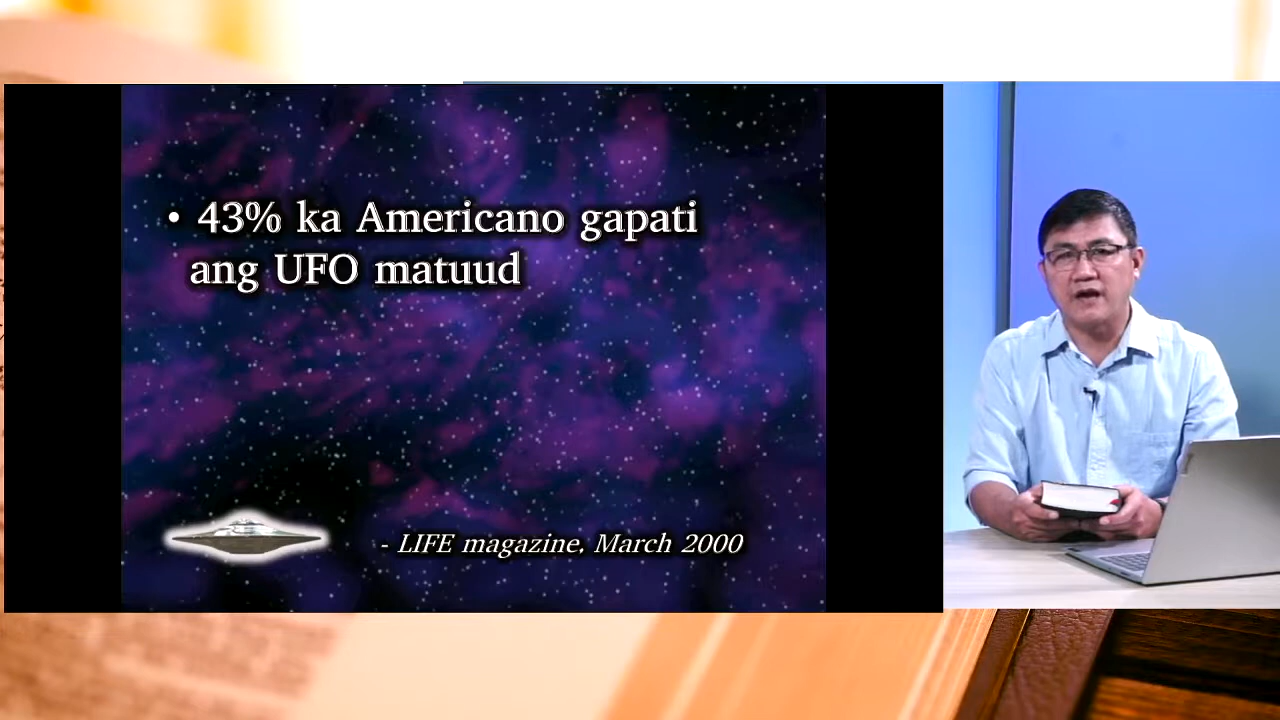 • 43% ka Americano gapati
ang UFO matuud
- LIFE magazine. March 2000